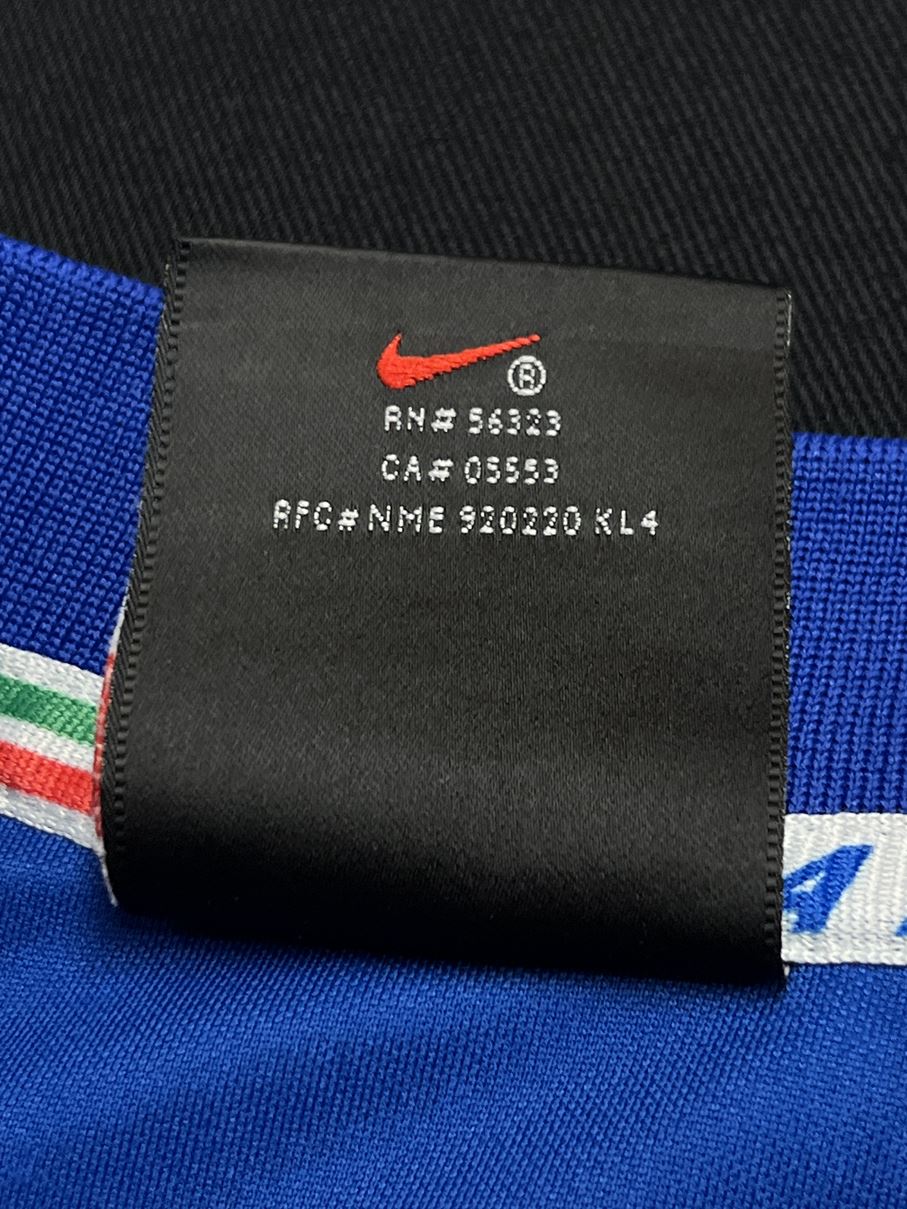 ®
RN# 56323
CA# 05553
RFC# NME 920220 KL4
A